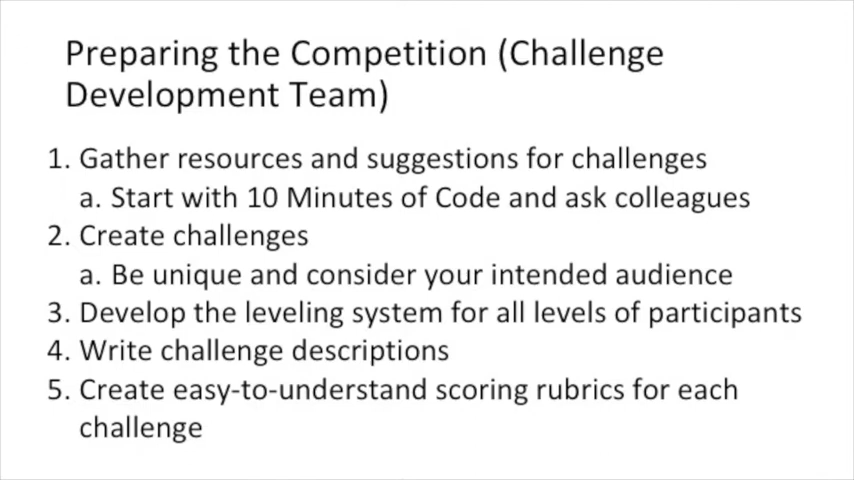 Preparing the Competition (Challenge
Development Team)
1. Gather resources and suggestions for challenges
a. Start with 10 Minutes of Code and ask colleagues
2. Create challenges
a. Be unique and consider your intended audience
3. Develop the leveling system for all levels of participants
4. Write challenge descriptions
5. Create easy-to-understand scoring rubrics for each
challenge